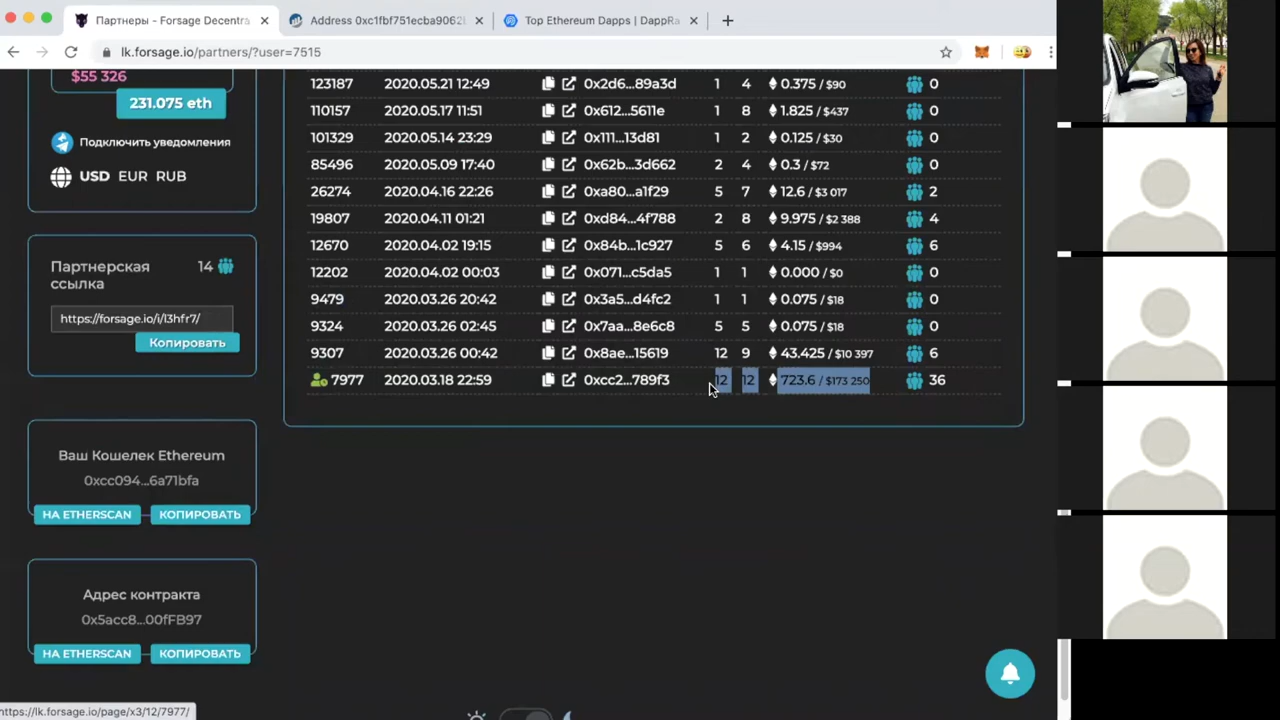 Партнеры - Forsage Decentra
Address 0xc1fbf751ecba9062
Top Ethereum Dapps | DappRa
lk.forsage.io/partners/?user=7515
$55 326
231.075 eth
Подключить уведомления
USD EUR RUB
Партнерская ссылка 14
https://forsage.io/i/l3hfr7/
Копировать
Ваш Кошелек Ethereum
0xcc094...6a71bfa
НА ETHERSCAN КОПИРОВАТЬ
Адрес контракта
0x5acc8...00fFB97
НА ETHERSCAN КОПИРОВАТЬ
123187 2020.05.21 12:49 0x2d6...89a3d 1 4 0.375 / $90 0
110157 2020.05.17 11:51 0x612...5611e 1 8 1.825 / $437 0
101329 2020.05.14 23:29 0x111...13d81 1 2 0.125 / $30 0
85496 2020.05.09 17:40 0x62b...3d662 2 4 0.3 / $72 0
26274 2020.04.16 22:26 0xa80...a1f29 5 7 12.6 / $3 017 2
19807 2020.04.11 01:21 0xd84...4f788 2 8 9.975 / $2 388 4
12670 2020.04.02 19:15 0x84b...1c927 5 6 4.15 / $994 6
12202 2020.04.02 00:03 0x071...c5da5 1 1 0.000 / $0 0
9479 2020.03.26 20:42 0x3a5...d4fc2 1 1 0.075 / $18 0
9324 2020.03.26 02:45 0x7aa...8e6c8 5 5 0.075 / $18 0
9307 2020.03.26 00:42 0x8ae...15619 12 9 43.425 / $10 397 6
7977 2020.03.18 22:59 0xcc2...789f3 12 12 723.6 / $173 250 36
https://lk.forsage.io/page/x3/12/7977/